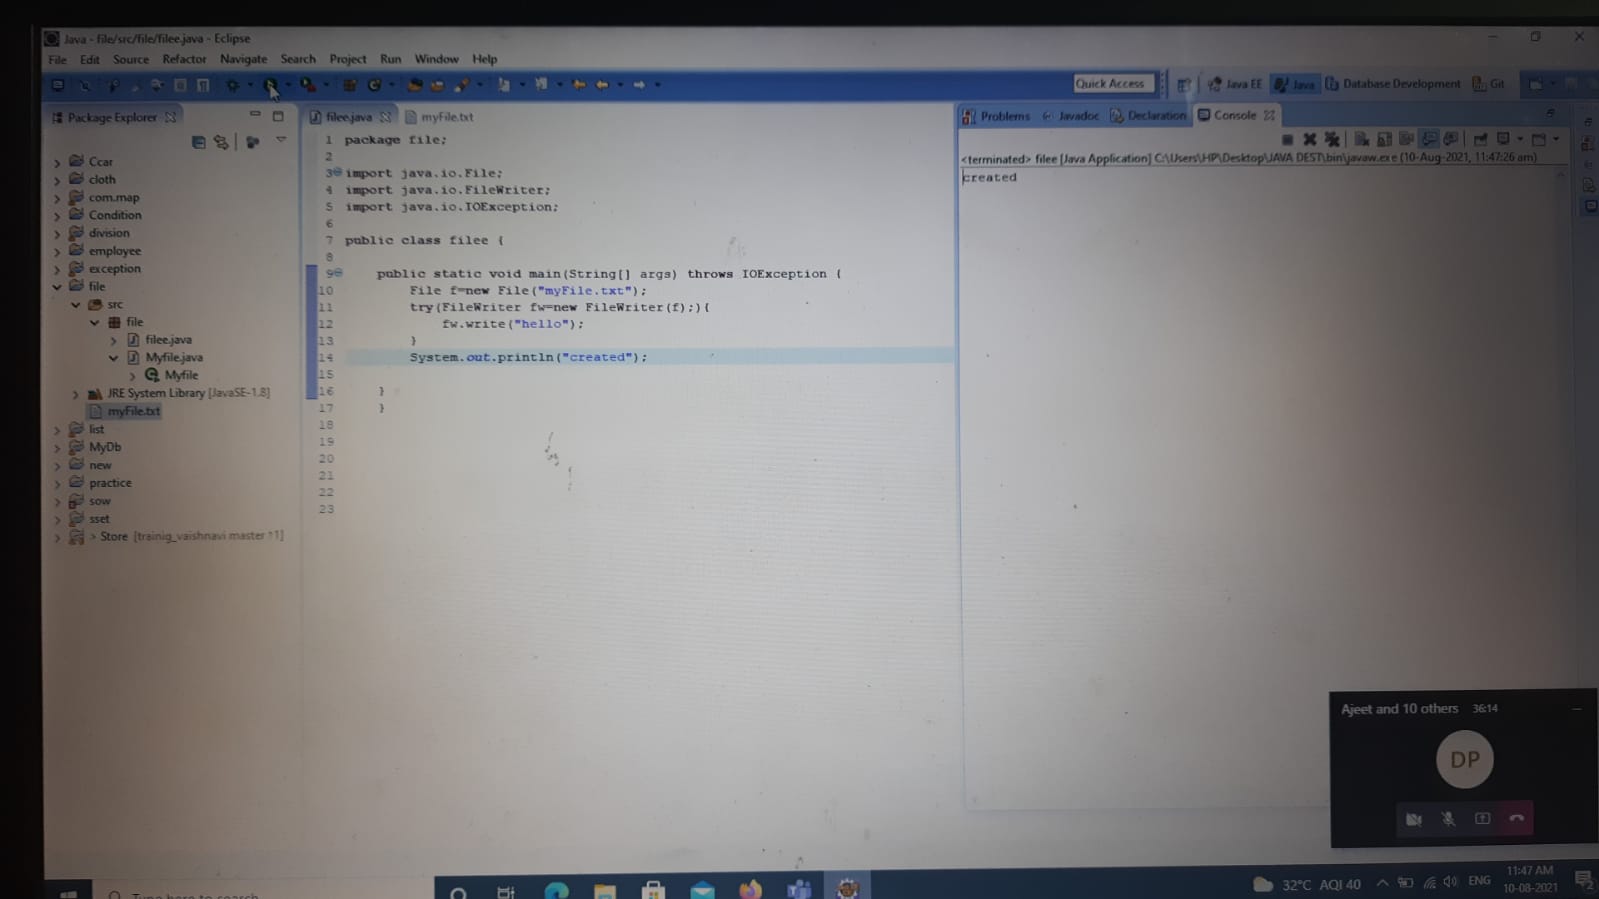 Java - file/src/file/filee.java - Eclipse
File Edit Source Refactor Navigate Search Project Run Window Help
Quick Access
Java EE
Java
Database Development
Git
Package Explorer
Ccar
cloth
com.map
Condition
division
employee
exception
file
src
file
filee.java
Myfile.java
Myfile
JRE System Library [JavaSE-1.8]
myFile.txt
list
MyDb
new
practice
sow
sset
> Store [trainig_vaishnavi master ↑1]
filee.java myFile.txt
1 package file;
2
3 import java.io.File;
4 import java.io.FileWriter;
5 import java.io.IOException;
6
7 public class filee {
8
9 public static void main(String[] args) throws IOException {
10 File f=new File("myFile.txt");
11 try(FileWriter fw=new FileWriter(f);){
12 fw.write("hello");
13 }
14 System.out.println("created");
15
16 }
17 }
18
19
20
21
22
23
Problems Javadoc Declaration Console
<terminated> filee [Java Application] C:\Users\HP\Desktop\JAVA DEST\bin\javaw.exe (10-Aug-2021, 11:47:26 am)
created
Ajeet and 10 others 36:14
DP
Type here to search
32°C AQI 40
ENG
11:47 AM
10-08-2021
2